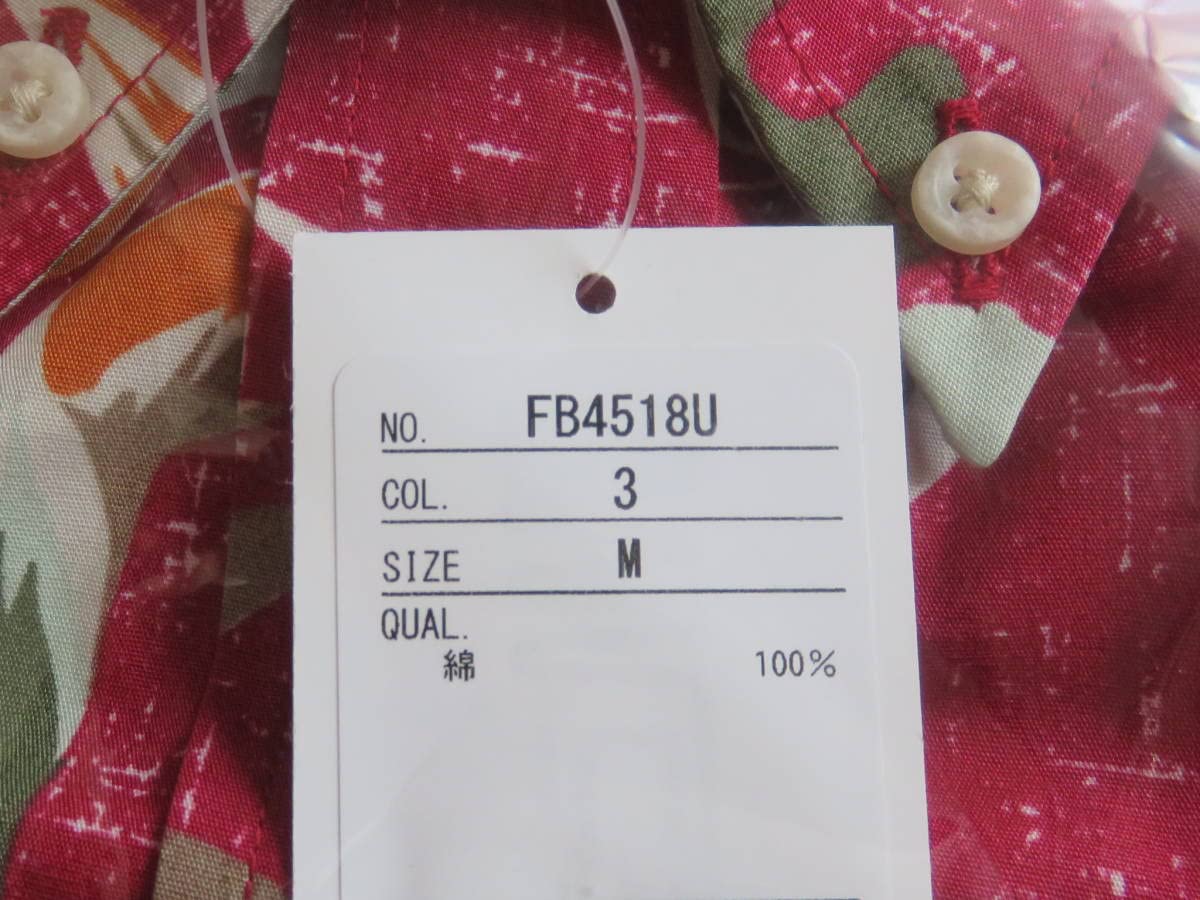 NO. FB4518U
COL. 3
SIZE M
QUAL.
綿 100%